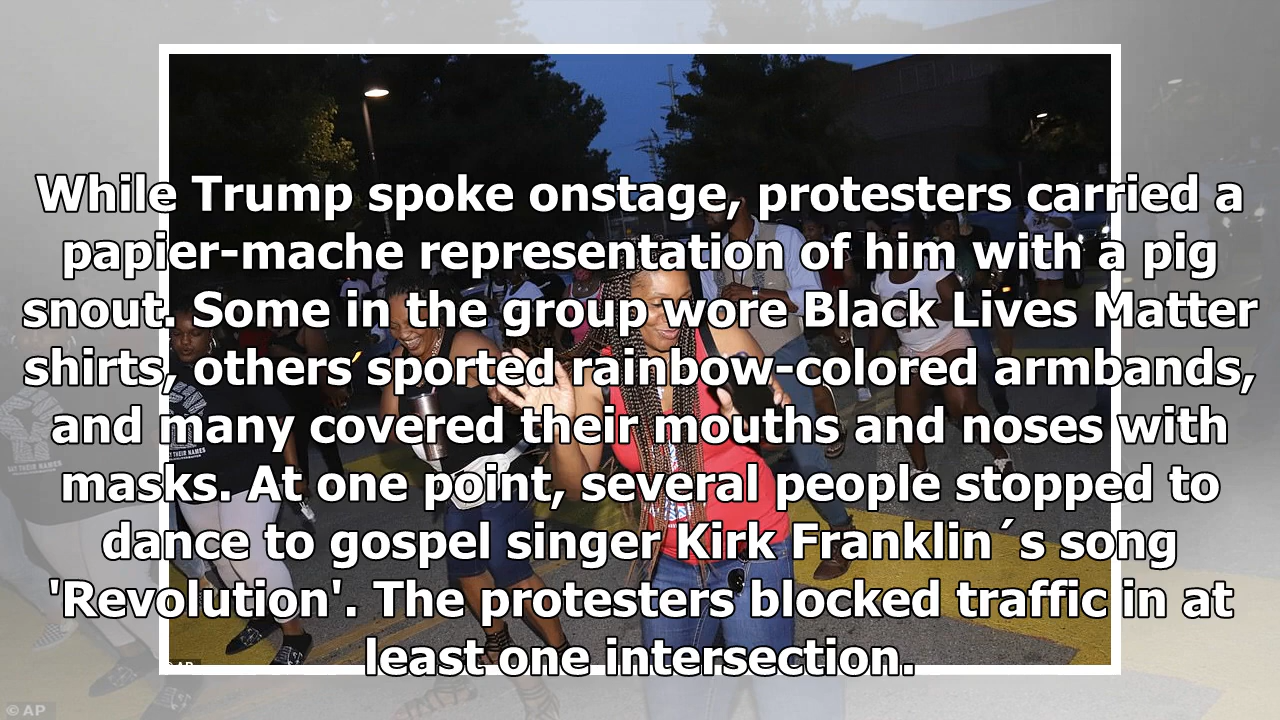 While Trump spoke onstage, protesters carried a
papier-mache representation of him with a pig
snout. Some in the group wore Black Lives Matter
shirts, others sported rainbow-colored armbands,
and many covered their mouths and noses with
masks. At one point, several people stopped to
dance to gospel singer Kirk Franklin´s song
'Revolution'. The protesters blocked traffic in at
least one intersection.
SAY THEIR NAMES
© AP